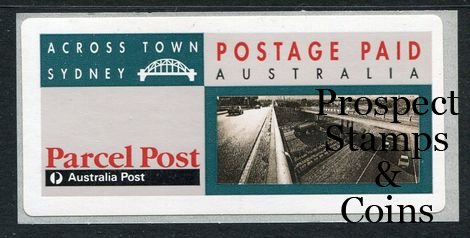 ACROSS TOWN
SYDNEY
POSTAGE PAID
AUSTRALIA
Parcel Post
Australia Post
Prospect
Stamps
&
Coins